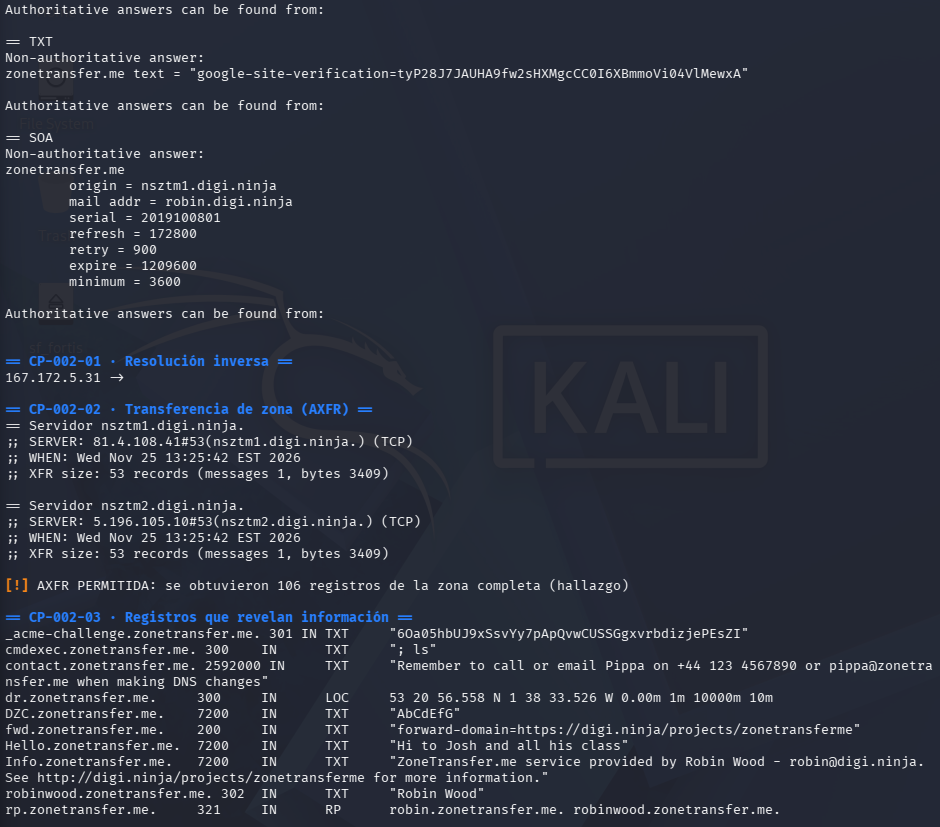 Authoritative answers can be found from:
== TXT
Non-authoritative answer:
zonetransfer.me text = "google-site-verification=tyP28J7JAUHA9fw2sHXMgcCC0I6XBmmoVi04VlMewxA"
Authoritative answers can be found from:
== SOA
Non-authoritative answer:
zonetransfer.me
origin = nsztm1.digi.ninja
mail addr = robin.digi.ninja
serial = 2019100801
refresh = 172800
retry = 900
expire = 1209600
minimum = 3600
Authoritative answers can be found from:
== CP-002-01 · Resolución inversa ==
167.172.5.31 ->
== CP-002-02 · Transferencia de zona (AXFR) ==
== Servidor nsztm1.digi.ninja.
;; SERVER: 81.4.108.41#53(nsztm1.digi.ninja.) (TCP)
;; WHEN: Wed Nov 25 13:25:42 EST 2026
;; XFR size: 53 records (messages 1, bytes 3409)
== Servidor nsztm2.digi.ninja.
;; SERVER: 5.196.105.10#53(nsztm2.digi.ninja.) (TCP)
;; WHEN: Wed Nov 25 13:25:42 EST 2026
;; XFR size: 53 records (messages 1, bytes 3409)
[!] AXFR PERMITIDA: se obtuvieron 106 registros de la zona completa (hallazgo)
== CP-002-03 · Registros que revelan información ==
_acme-challenge.zonetransfer.me. 301 IN TXT "6Oa05hbUJ9xSsvYy7pApQvwCUSSGgxvrbdizjePEsZI"
cmdexec.zonetransfer.me. 300 IN TXT "; ls"
contact.zonetransfer.me. 2592000 IN TXT "Remember to call or email Pippa on +44 123 4567890 or pippa@zonetra
nsfer.me when making DNS changes"
dr.zonetransfer.me. 300 IN LOC 53 20 56.558 N 1 38 33.526 W 0.00m 1m 10000m 10m
DZC.zonetransfer.me. 7200 IN TXT "AbCdEfG"
fwd.zonetransfer.me. 200 IN TXT "forward-domain=https://digi.ninja/projects/zonetransferme"
Hello.zonetransfer.me. 7200 IN TXT "Hi to Josh and all his class"
Info.zonetransfer.me. 7200 IN TXT "ZoneTransfer.me service provided by Robin Wood - robin@digi.ninja.
See http://digi.ninja/projects/zonetransferme for more information."
robinwood.zonetransfer.me. 302 IN TXT "Robin Wood"
rp.zonetransfer.me. 321 IN RP robin.zonetransfer.me. robinwood.zonetransfer.me.
KALI